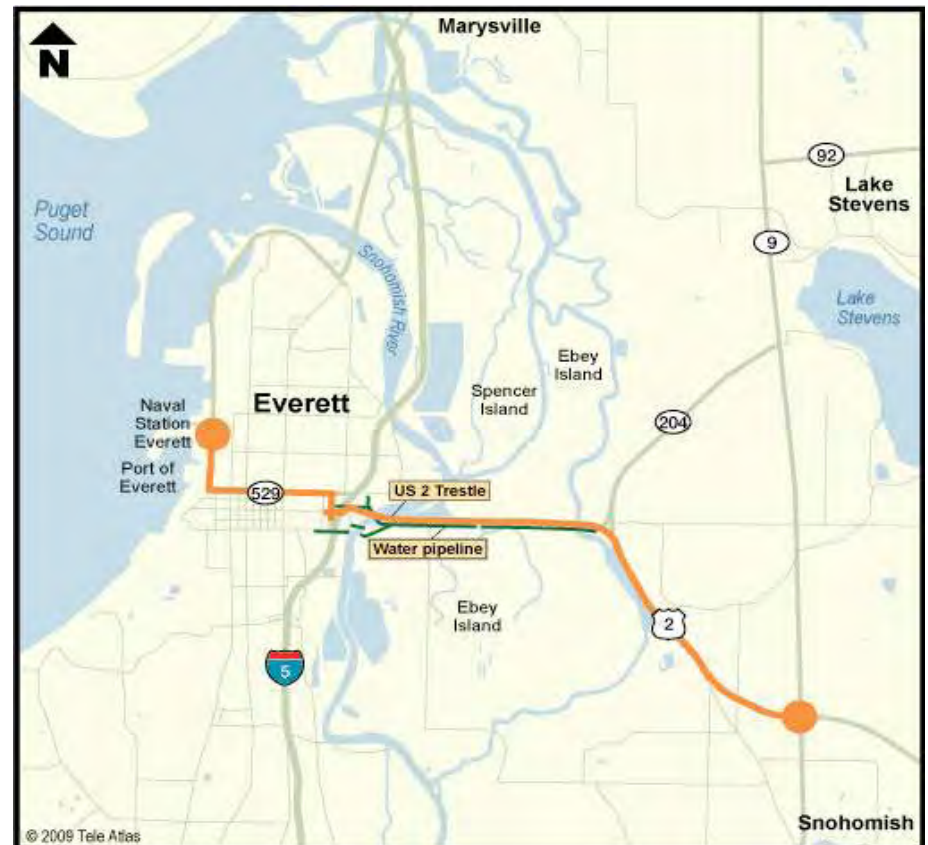 Marysville
N
92
Lake
Stevens
Puget
Sound
9
Snohomish River
Lake
Stevens
Ebey
Island
Spencer
Island
Naval
Station
Everett
Everett
204
Port of
Everett
529
US 2 Trestle
Water pipeline
Ebey
Island
2
5
Snohomish
© 2009 Tele Atlas